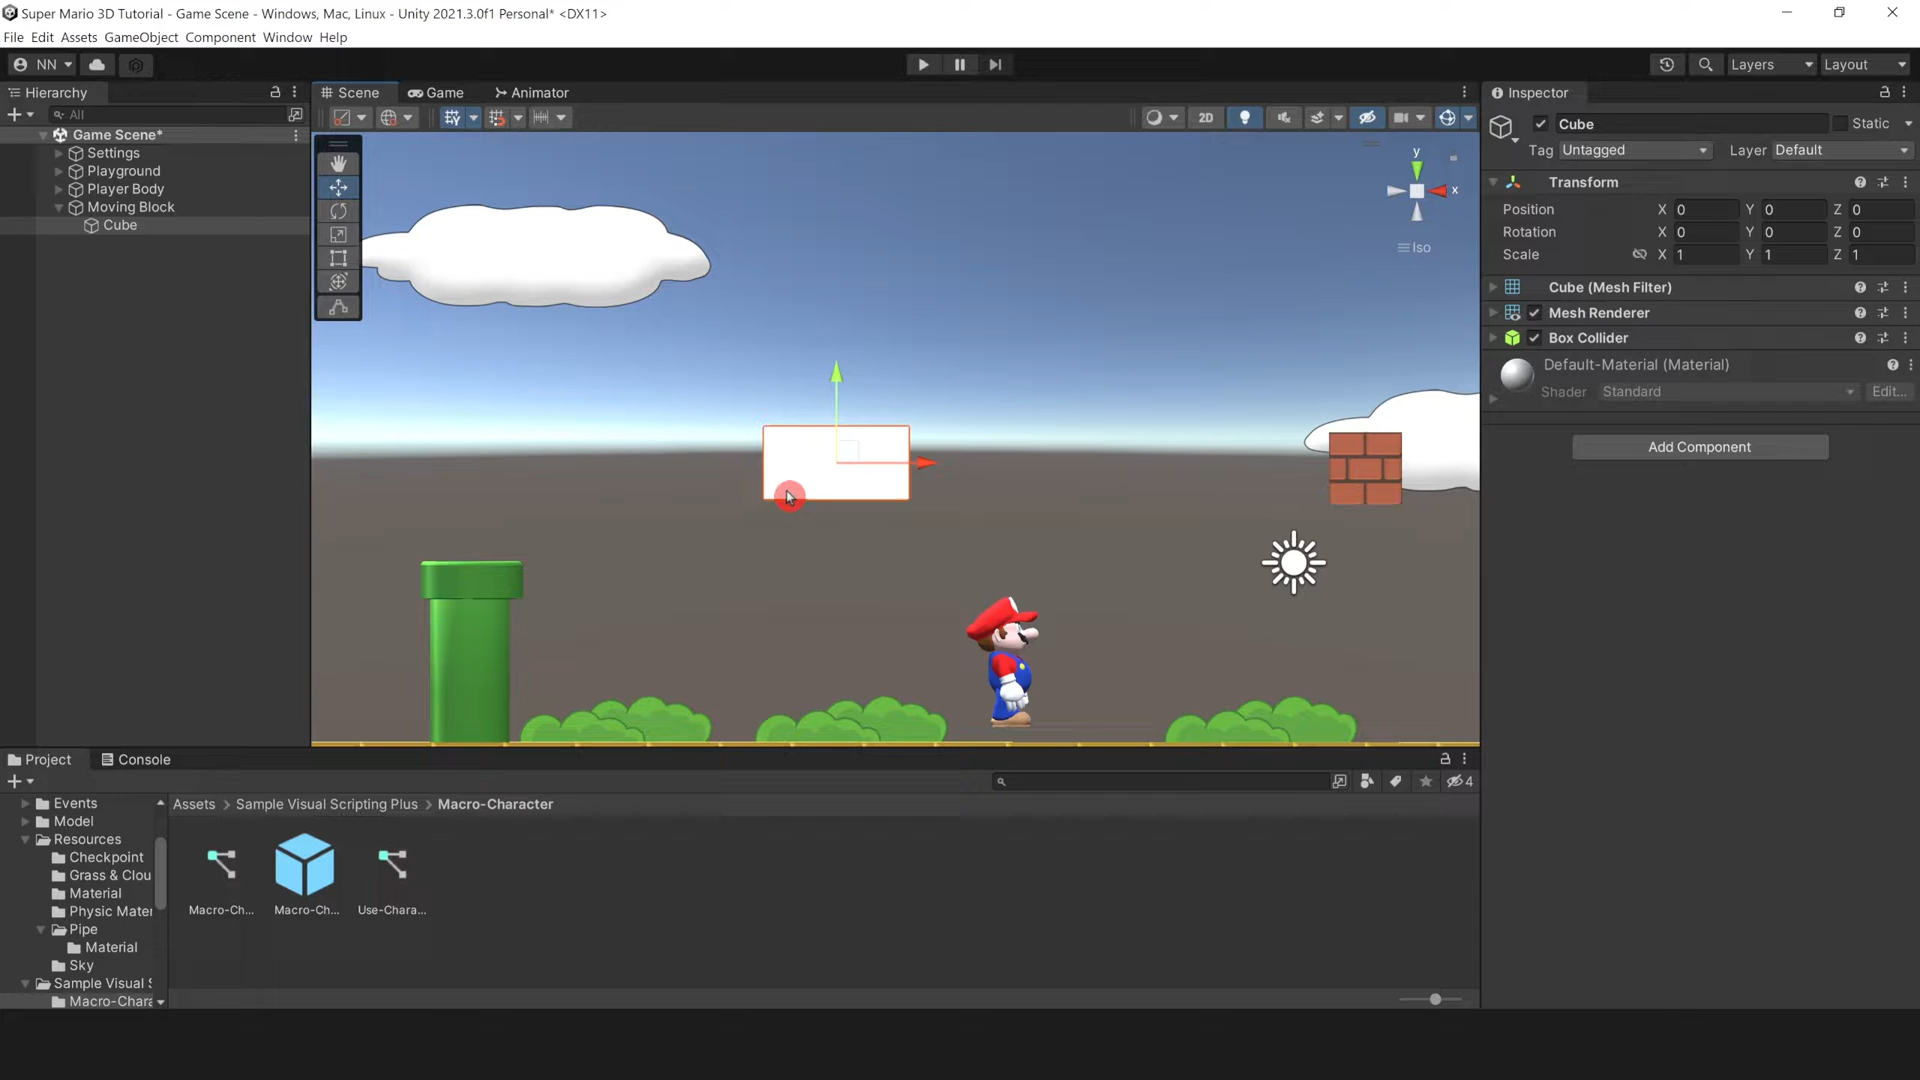 Super Mario 3D Tutorial - Game Scene - Windows, Mac, Linux - Unity 2021.3.0f1 Personal* <DX11>
File Edit Assets GameObject Component Window Help
NN
Layers
Layout
Hierarchy
All
Game Scene*
Settings
Playground
Player Body
Moving Block
Cube
Scene
Game
Animator
2D
y
x
Iso
Inspector
Cube
Static
Tag Untagged
Layer Default
Transform
Position X 0 Y 0 Z 0
Rotation X 0 Y 0 Z 0
Scale X 1 Y 1 Z 1
Cube (Mesh Filter)
Mesh Renderer
Box Collider
Default-Material (Material)
Shader Standard Edit...
Add Component
Project
Console
4
Events
Model
Resources
Checkpoint
Grass & Clou
Material
Physic Mater
Pipe
Material
Sky
Sample Visual S
Macro-Chara
Assets > Sample Visual Scripting Plus > Macro-Character
Macro-Ch...
Macro-Ch...
Use-Chara...